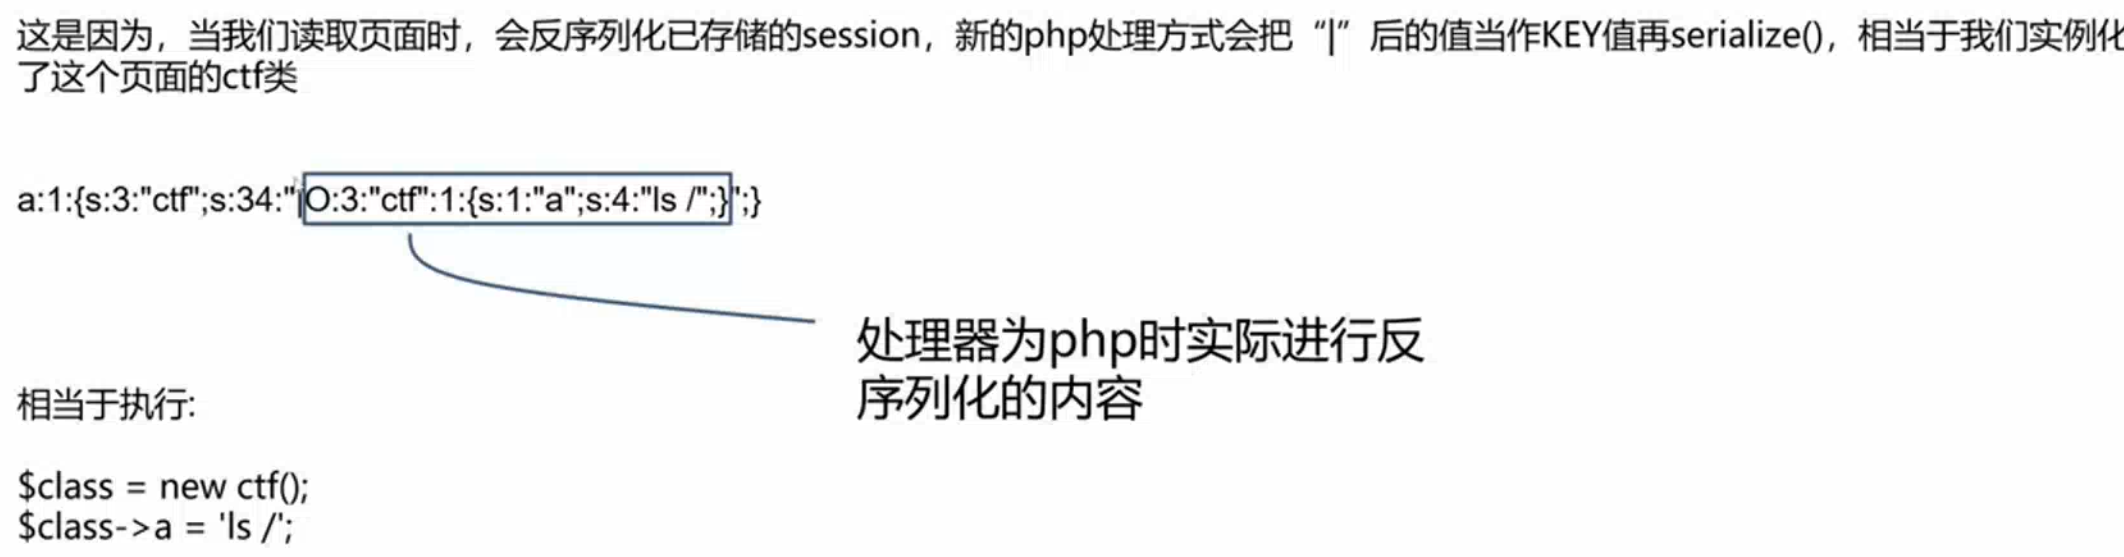 这是因为，当我们读取页面时，会反序列化已存储的session，新的php处理方式会把“|”后的值当作KEY值再serialize()，相当于我们实例化
了这个页面的ctf类
a:1:{s:3:"ctf";s:34:"|O:3:"ctf":1:{s:1:"a";s:4:"ls /";}";}
处理器为php时实际进行反
序列化的内容
相当于执行:
$class = new ctf();
$class->a = 'ls /';